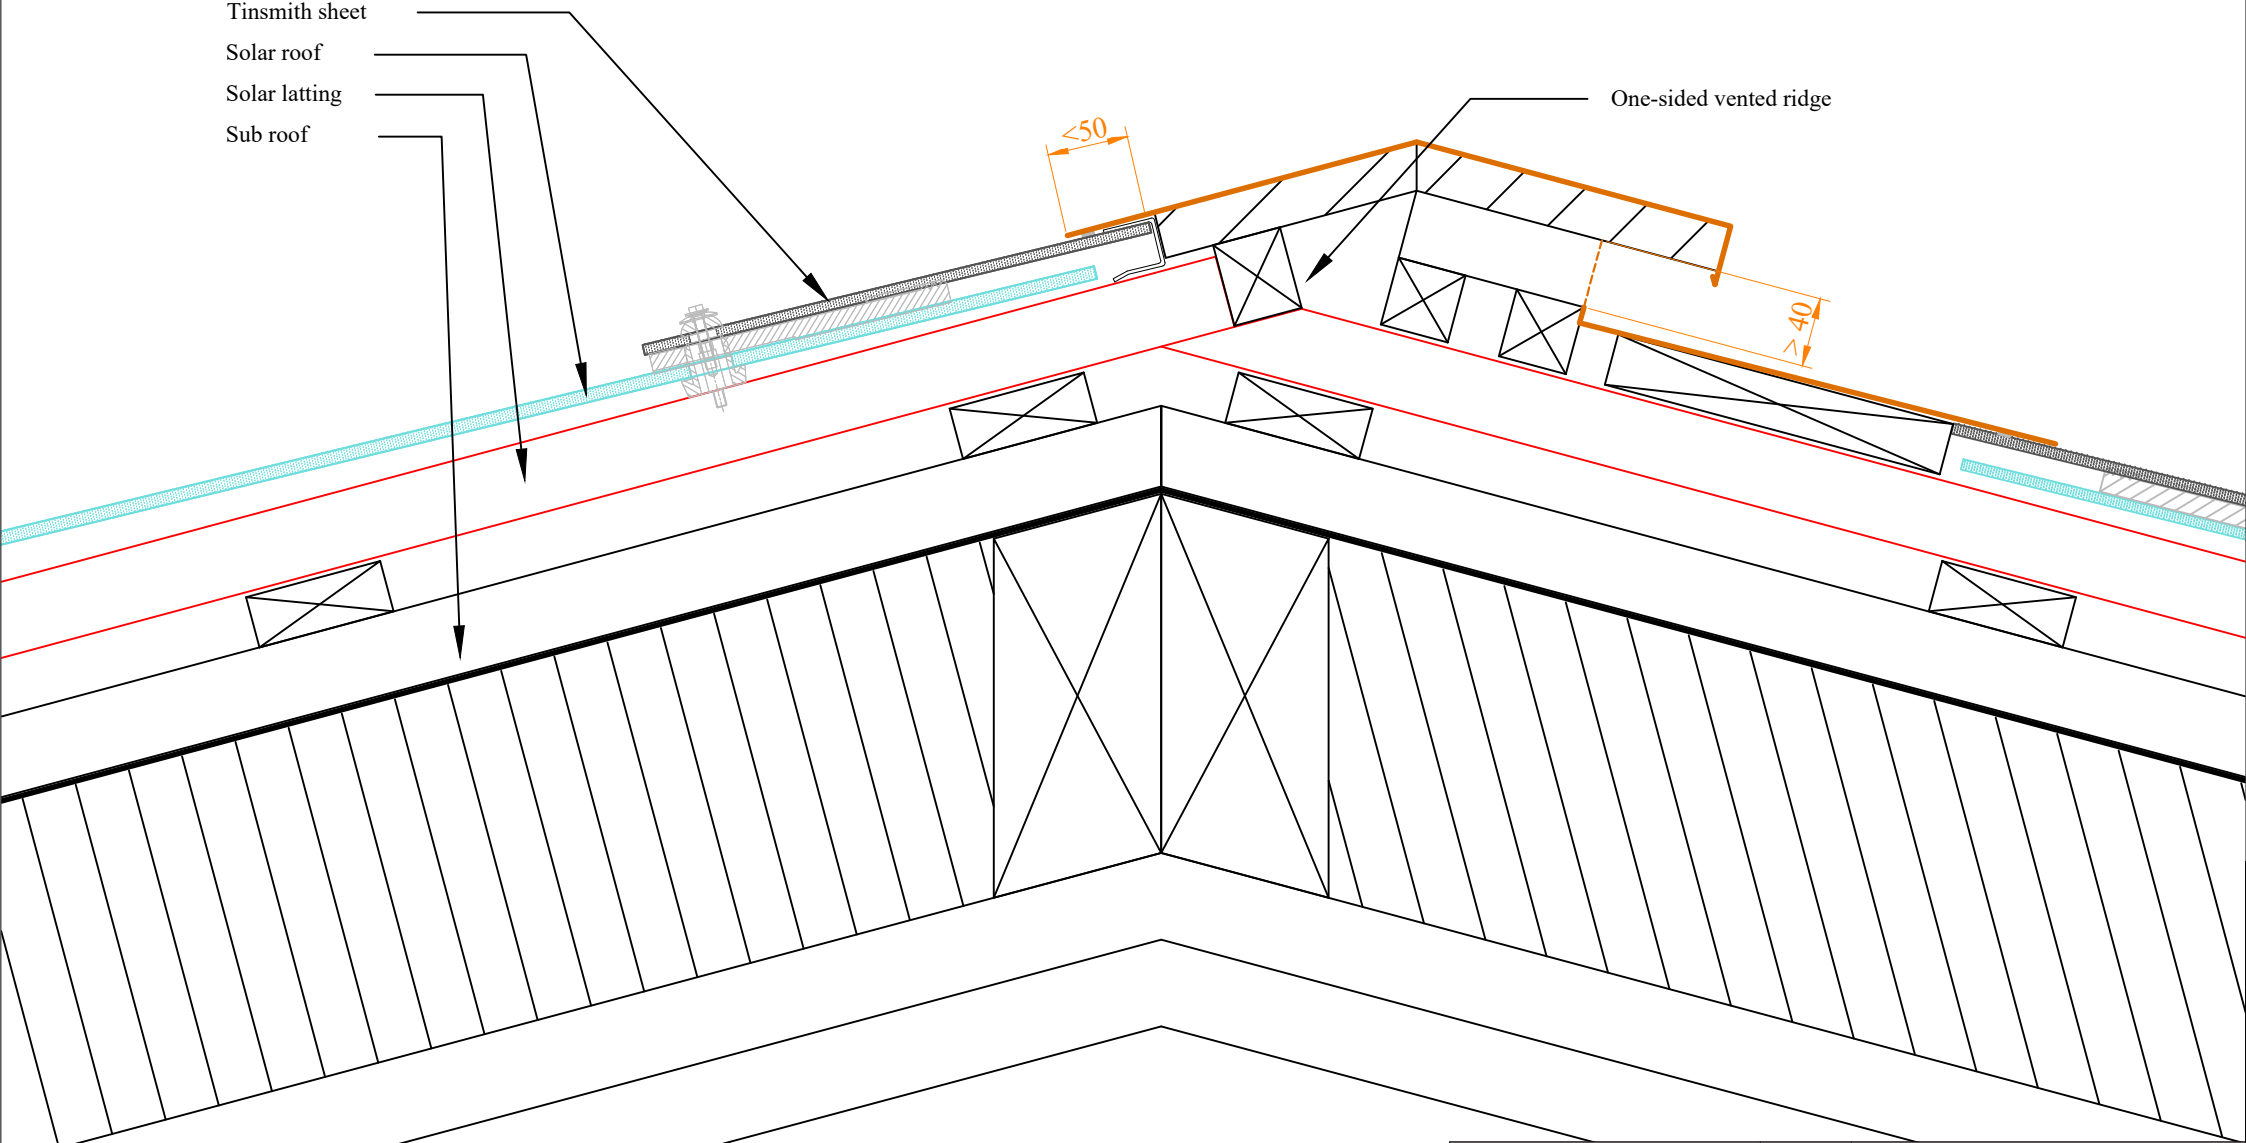 Tinsmith sheet
Solar roof
Solar latting
Sub roof
One-sided vented ridge
<50
>40